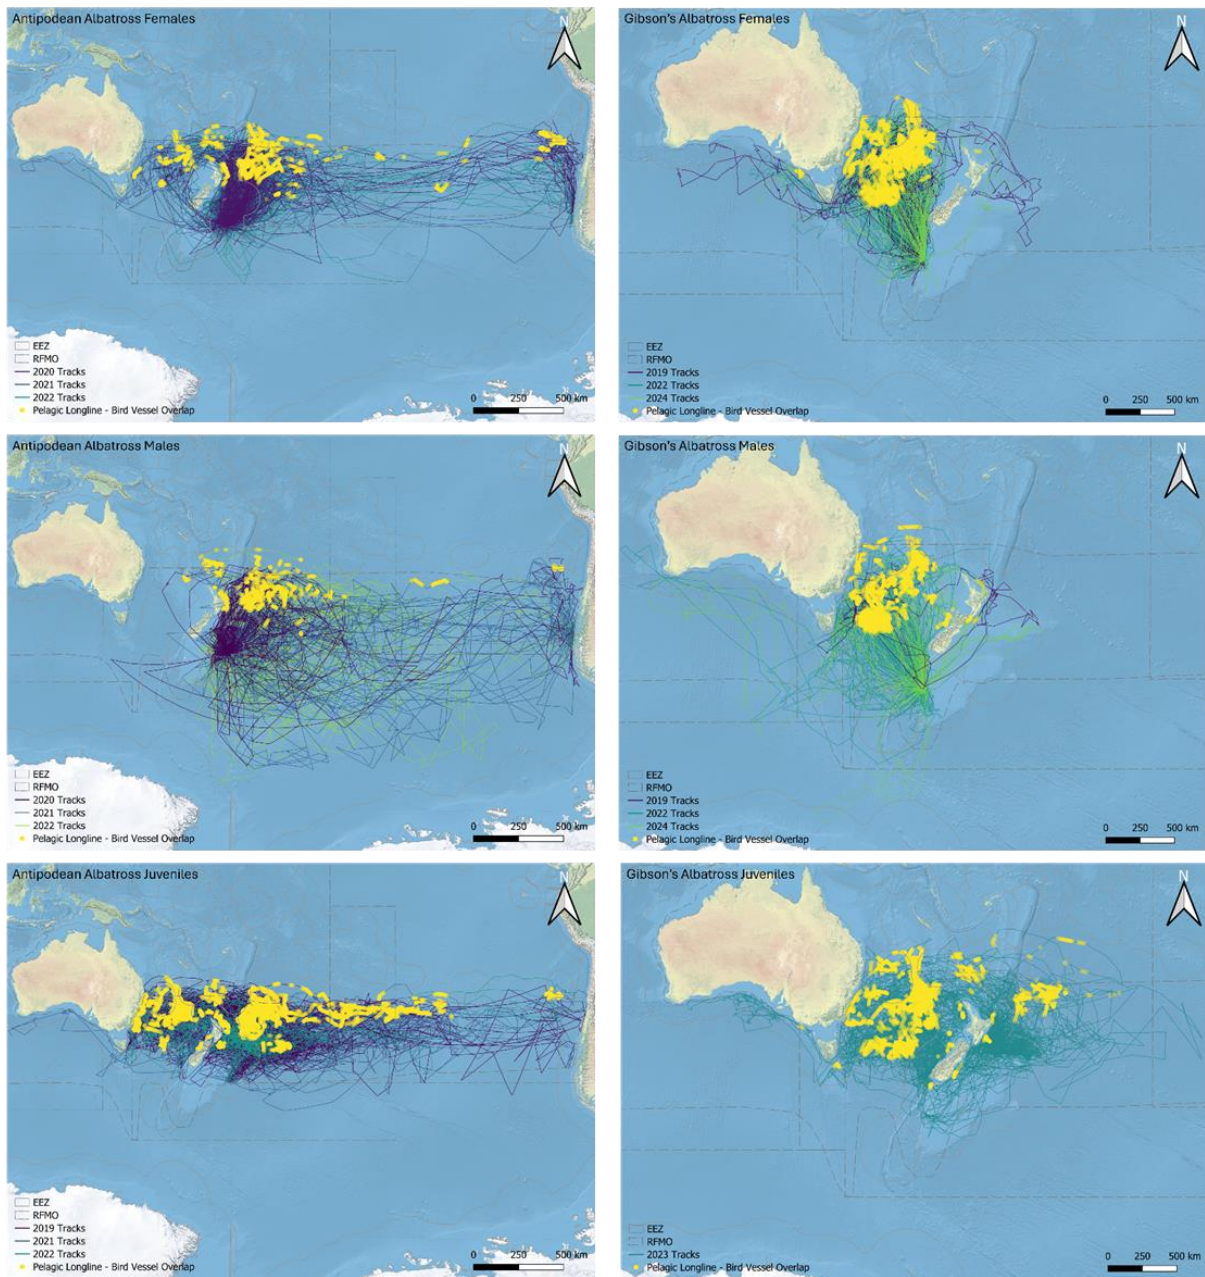 Antipodean Albatross Females
N
EEZ
RFMO
2020 Tracks
2021 Tracks
2022 Tracks
Pelagic Longline - Bird Vessel Overlap
0 250 500 km
Gibson's Albatross Females
N
EEZ
RFMO
2019 Tracks
2022 Tracks
2024 Tracks
Pelagic Longline - Bird Vessel Overlap
0 250 500 km
Antipodean Albatross Males
N
EEZ
RFMO
2020 Tracks
2021 Tracks
2022 Tracks
Pelagic Longline - Bird Vessel Overlap
0 250 500 km
Gibson's Albatross Males
N
EEZ
RFMO
2019 Tracks
2022 Tracks
2024 Tracks
Pelagic Longline - Bird Vessel Overlap
0 250 500 km
Antipodean Albatross Juveniles
N
EEZ
RFMO
2019 Tracks
2021 Tracks
2022 Tracks
Pelagic Longline - Bird Vessel Overlap
0 250 500 km
Gibson's Albatross Juveniles
N
EEZ
RFMO
2023 Tracks
Pelagic Longline - Bird Vessel Overlap
0 250 500 km